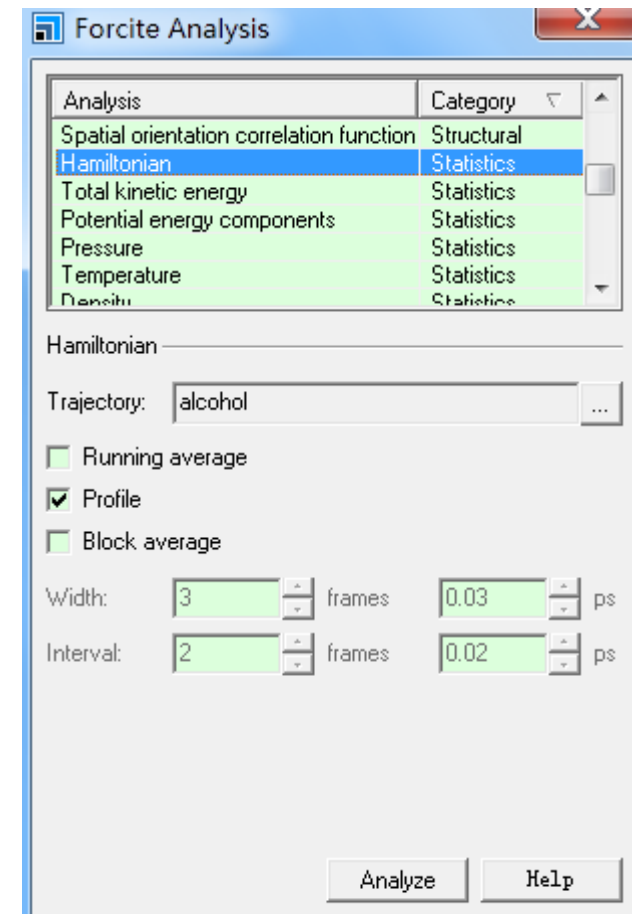 Forcite Analysis
Analysis Category
Spatial orientation correlation function Structural
Hamiltonian Statistics
Total kinetic energy Statistics
Potential energy components Statistics
Pressure Statistics
Temperature Statistics
Density Statistics
Hamiltonian
Trajectory: alcohol ...
Running average
Profile
Block average
Width: 3 frames 0.03 ps
Interval: 2 frames 0.02 ps
Analyze Help